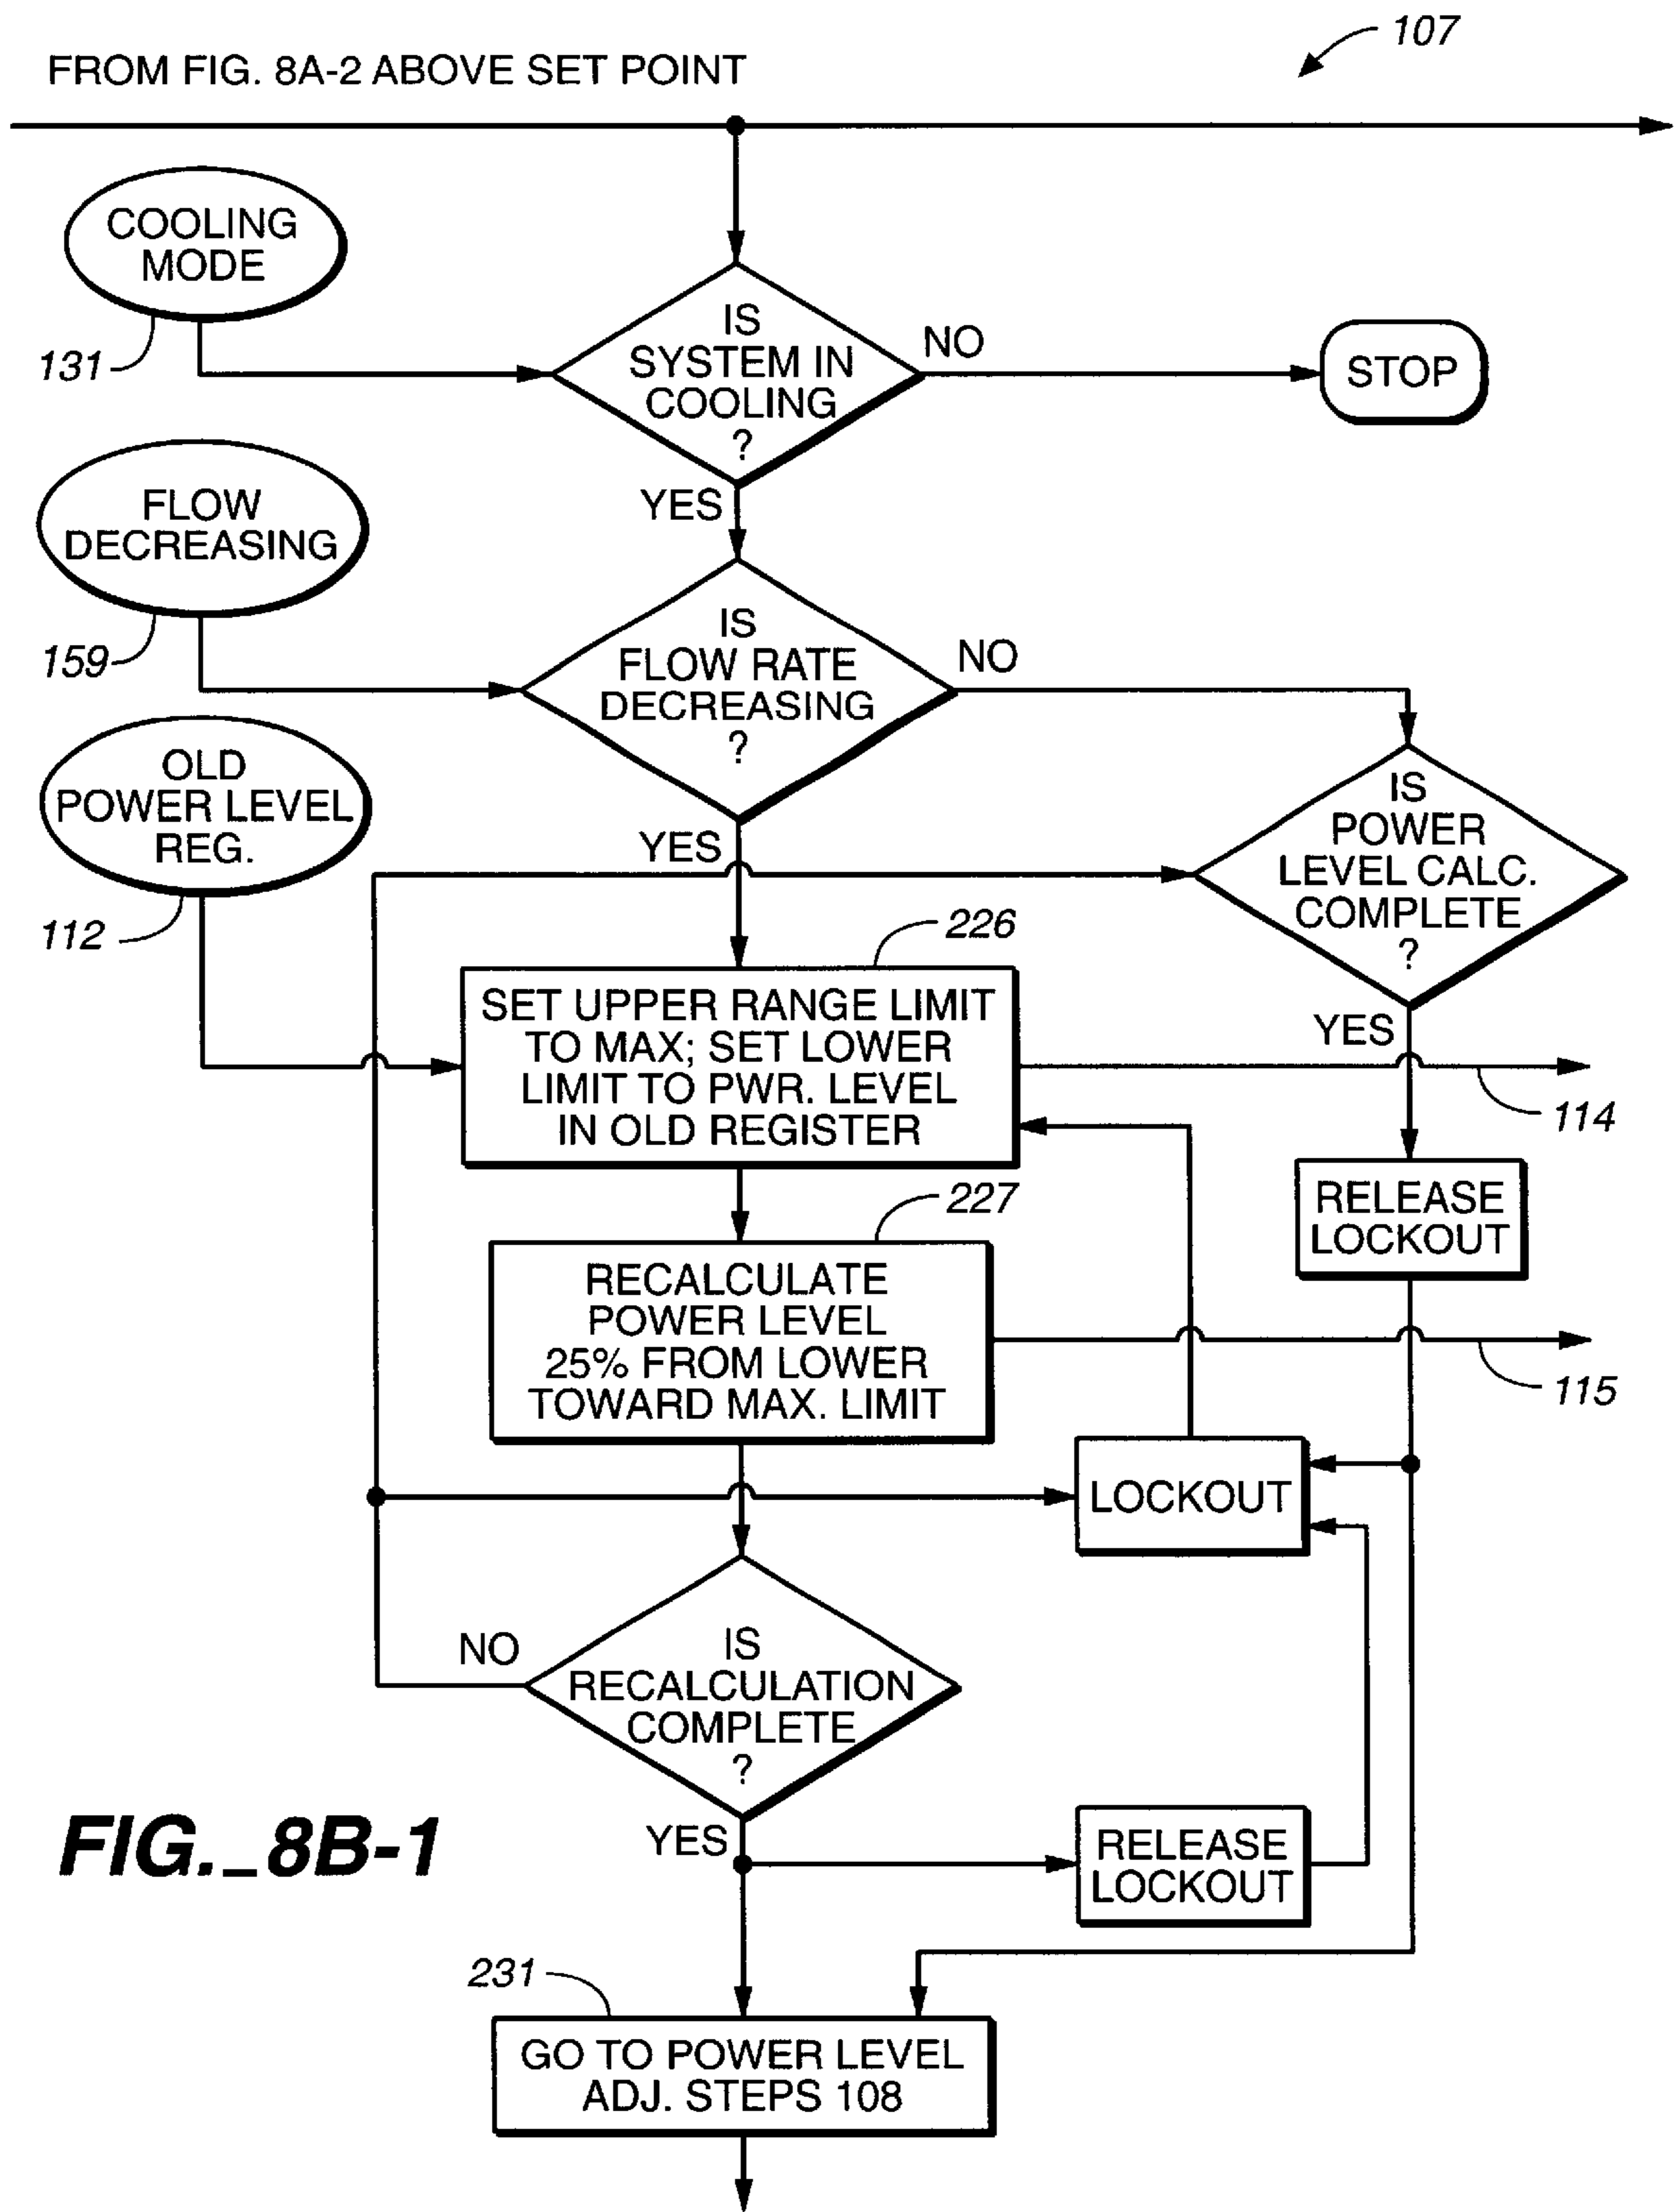 107
FROM FIG. 8A-2 ABOVE SET POINT
COOLING
MODE
131
IS
SYSTEM IN
COOLING
?
NO
STOP
YES
FLOW
DECREASING
159
IS
FLOW RATE
DECREASING
?
NO
YES
OLD
POWER LEVEL
REG.
112
IS
POWER
LEVEL CALC.
COMPLETE
?
YES
226
SET UPPER RANGE LIMIT
TO MAX; SET LOWER
LIMIT TO PWR. LEVEL
IN OLD REGISTER
114
RELEASE
LOCKOUT
227
RECALCULATE
POWER LEVEL
25% FROM LOWER
TOWARD MAX. LIMIT
115
LOCKOUT
NO
IS
RECALCULATION
COMPLETE
?
YES
RELEASE
LOCKOUT
FIG._8B-1
231
GO TO POWER LEVEL
ADJ. STEPS 108